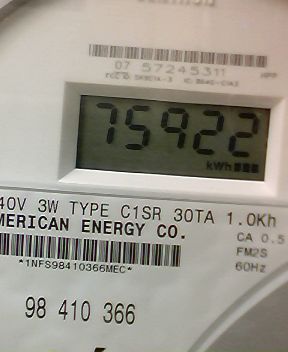 07 57245311
75922
kWh
40V 3W TYPE C1SR 30TA 1.0Kh
MERICAN ENERGY CO.
CA 0.5
*1NFS98410366MEC*
FM2S
60Hz
98 410 366